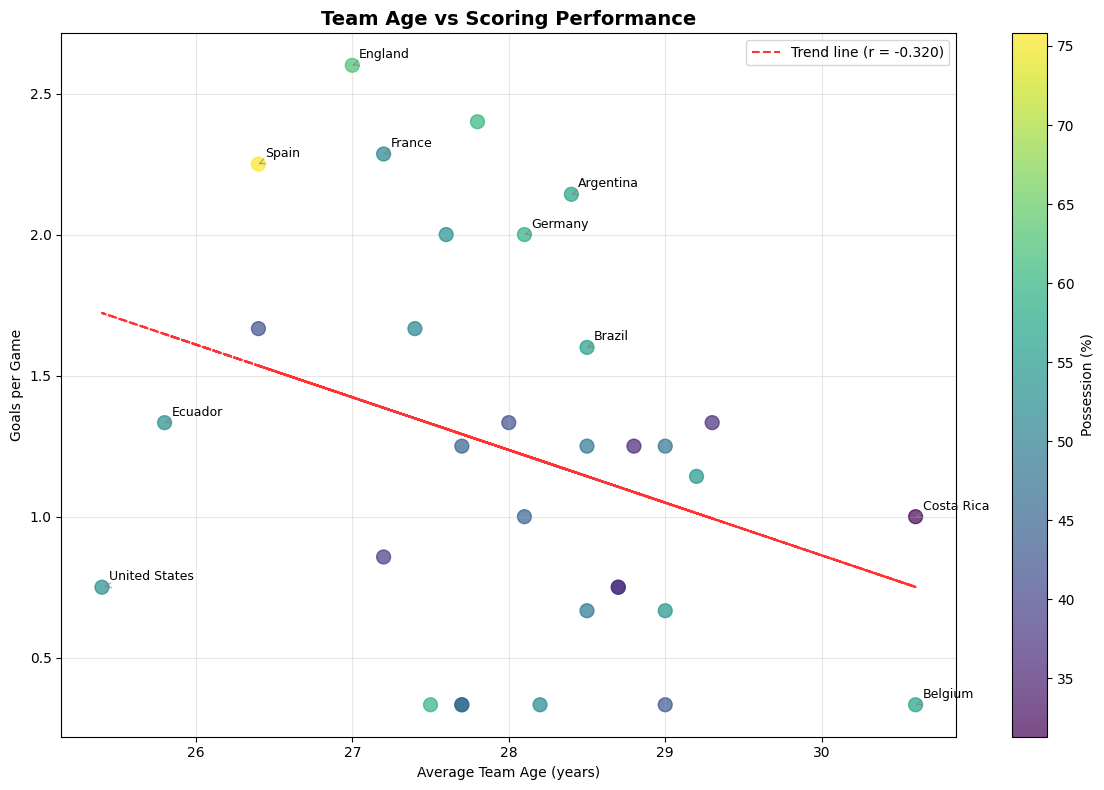 Team Age vs Scoring Performance
Trend line (r = -0.320)
England
France
Spain
Argentina
Germany
Brazil
Ecuador
Costa Rica
United States
Belgium
Goals per Game
2.5
2.0
1.5
1.0
0.5
26
27
28
29
30
Average Team Age (years)
75
70
65
60
55
50
45
40
35
Possession (%)